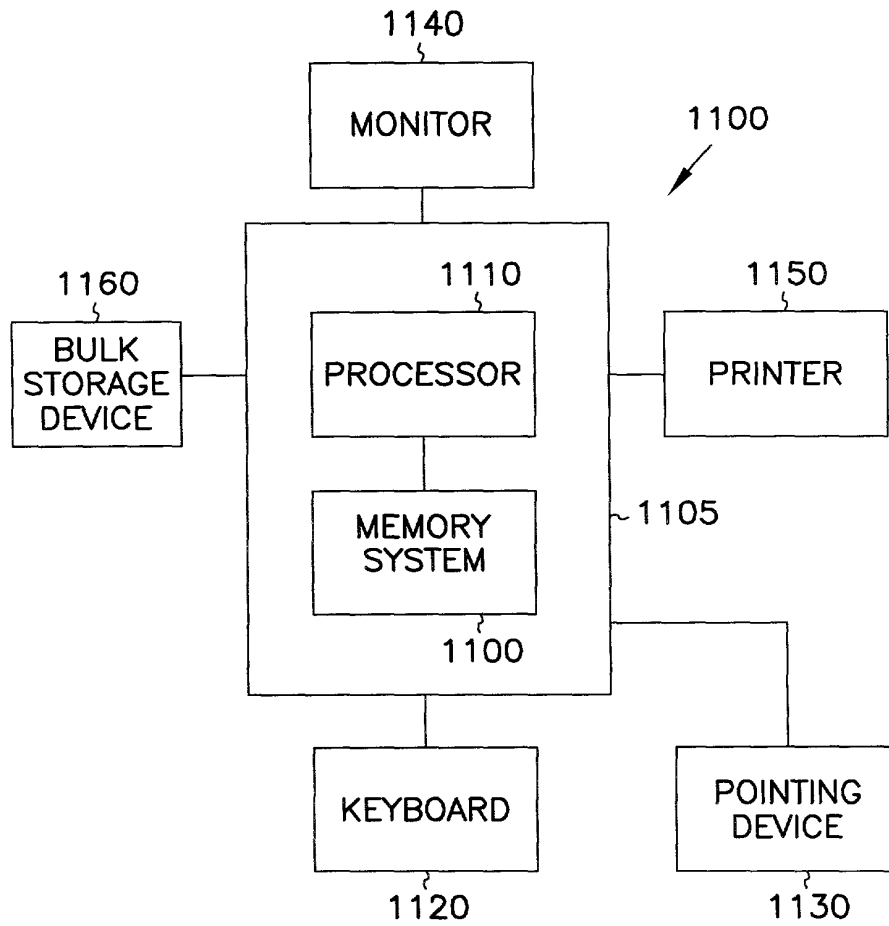 1140
MONITOR
1100
1160
BULK
STORAGE
DEVICE
1110
PROCESSOR
1150
PRINTER
MEMORY
SYSTEM
1100
1105
KEYBOARD
1120
POINTING
DEVICE
1130